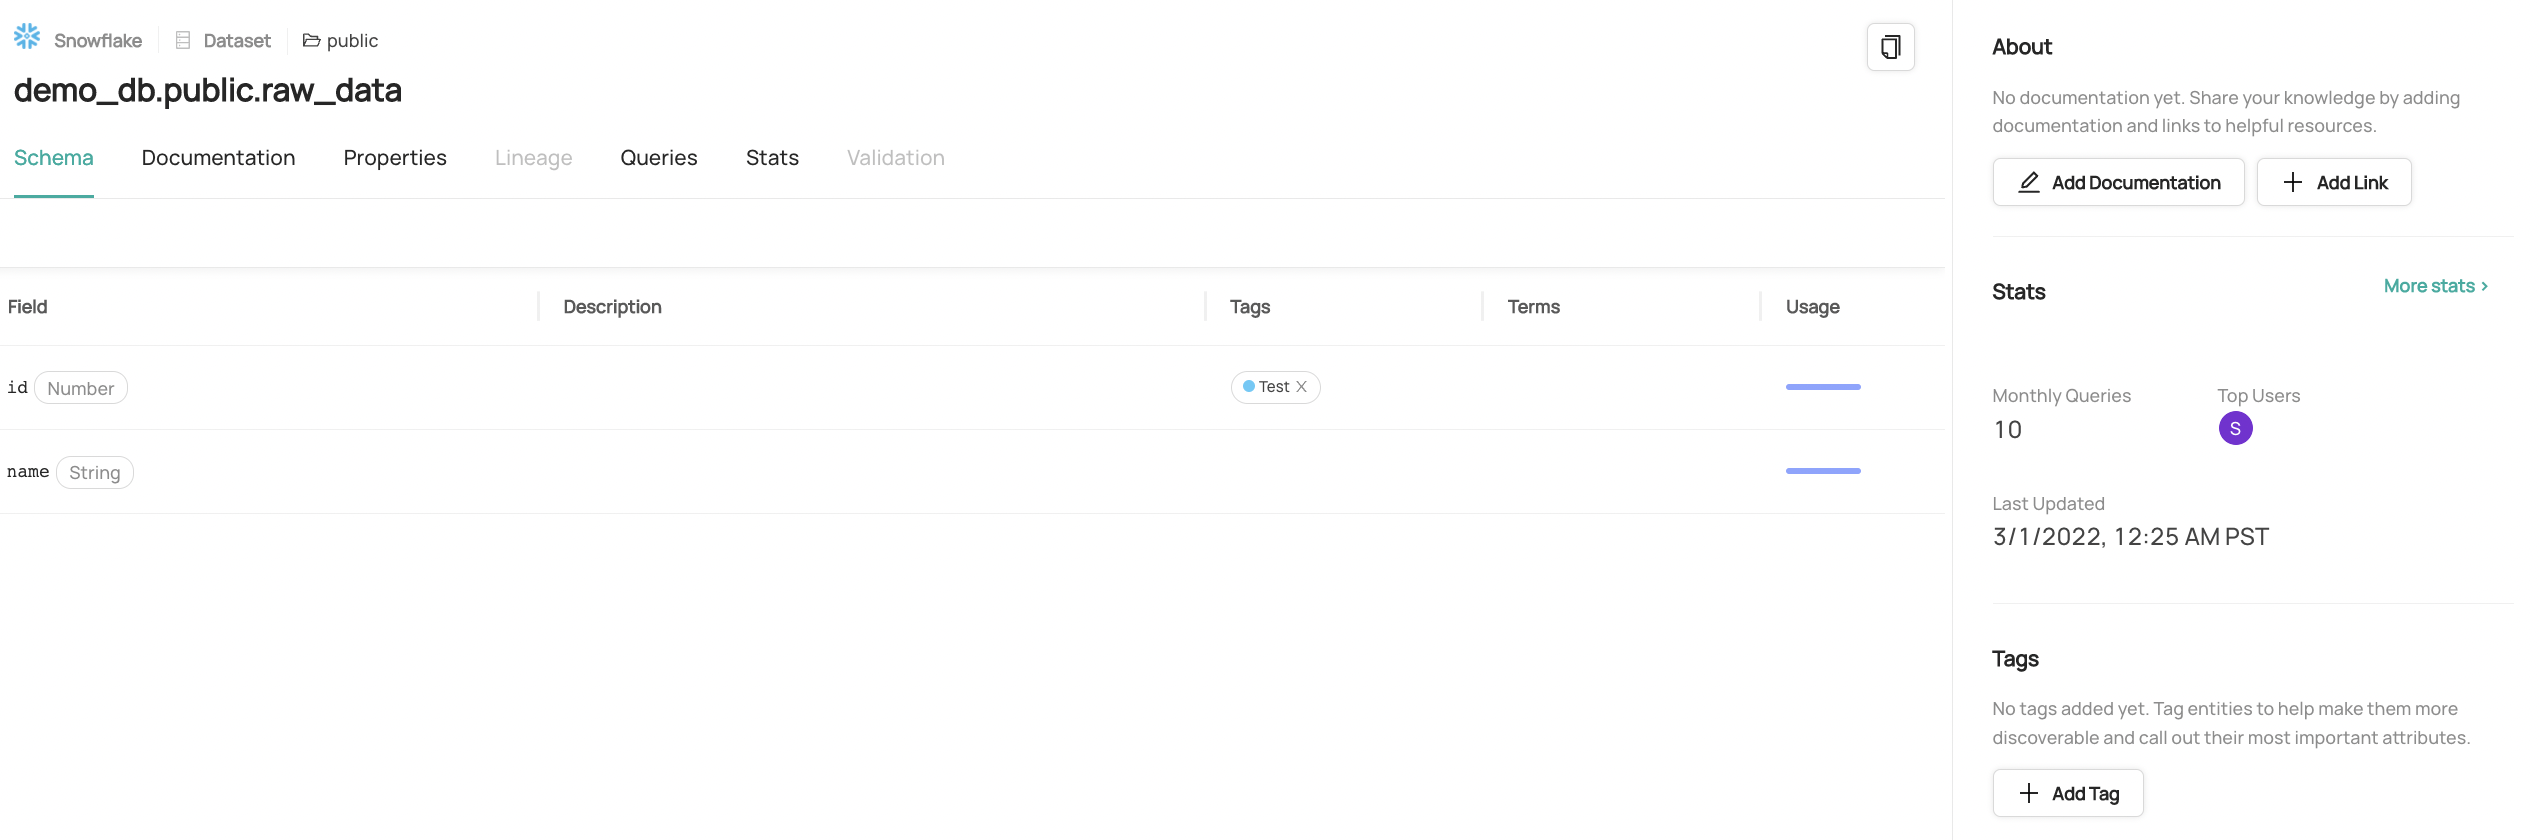 Snowflake Dataset public
demo_db.public.raw_data
Schema Documentation Properties Lineage Queries Stats Validation
Field Description Tags Terms Usage
id Number Test X
name String
About
No documentation yet. Share your knowledge by adding
documentation and links to helpful resources.
Add Documentation Add Link
Stats More stats >
Monthly Queries Top Users
10 S
Last Updated
3/1/2022, 12:25 AM PST
Tags
No tags added yet. Tag entities to help make them more
discoverable and call out their most important attributes.
Add Tag